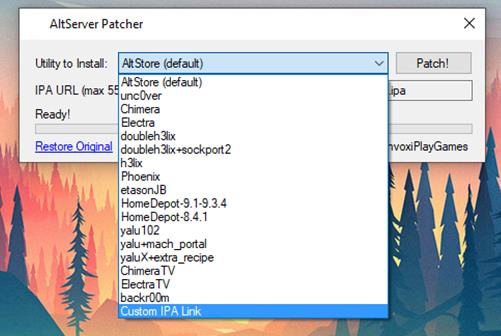 AltServer Patcher
Utility to Install:
AltStore (default)
Patch!
IPA URL (max 55
.ipa
Ready!
Restore Original
nvoxiPlayGames
AltStore (default)
unc0ver
Chimera
Electra
doubleh3lix
doubleh3lix+sockport2
h3lix
Phoenix
etasonJB
HomeDepot-9.1-9.3.4
HomeDepot-8.4.1
yalu102
yalu+mach_portal
yaluX+extra_recipe
ChimeraTV
ElectraTV
backr00m
Custom IPA Link